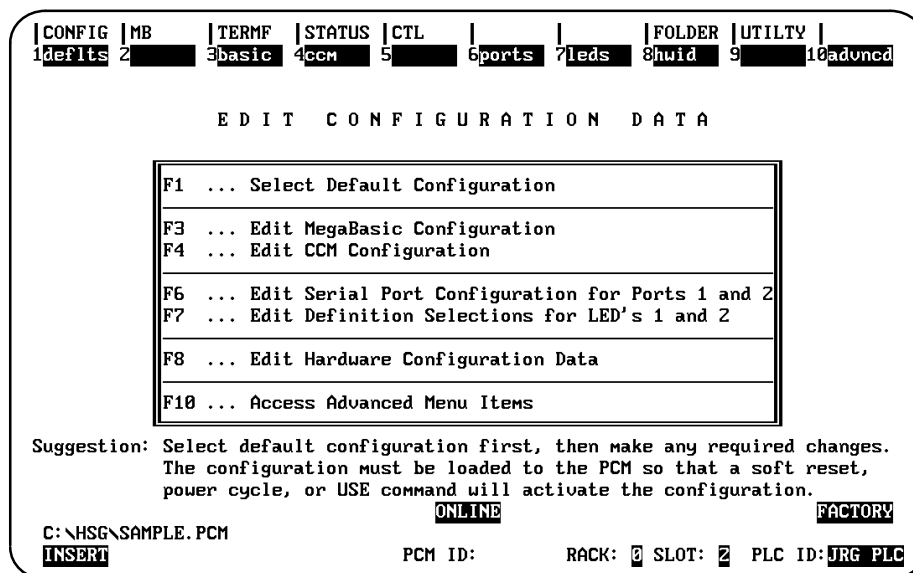 |CONFIG |MB |TERMF |STATUS |CTL | | |FOLDER |UTILTY |
1deflts 2 3basic 4ccm 5 6ports 7leds 8hwid 9 10advncd
E D I T C O N F I G U R A T I O N D A T A
F1 ... Select Default Configuration
F3 ... Edit MegaBasic Configuration
F4 ... Edit CCM Configuration
F6 ... Edit Serial Port Configuration for Ports 1 and 2
F7 ... Edit Definition Selections for LED's 1 and 2
F8 ... Edit Hardware Configuration Data
F10 ... Access Advanced Menu Items
Suggestion: Select default configuration first, then make any required changes.
The configuration must be loaded to the PCM so that a soft reset,
power cycle, or USE command will activate the configuration.
ONLINE FACTORY
C:\HSG\SAMPLE.PCM
INSERT PCM ID: RACK: 0 SLOT: 2 PLC ID: JRG PLC